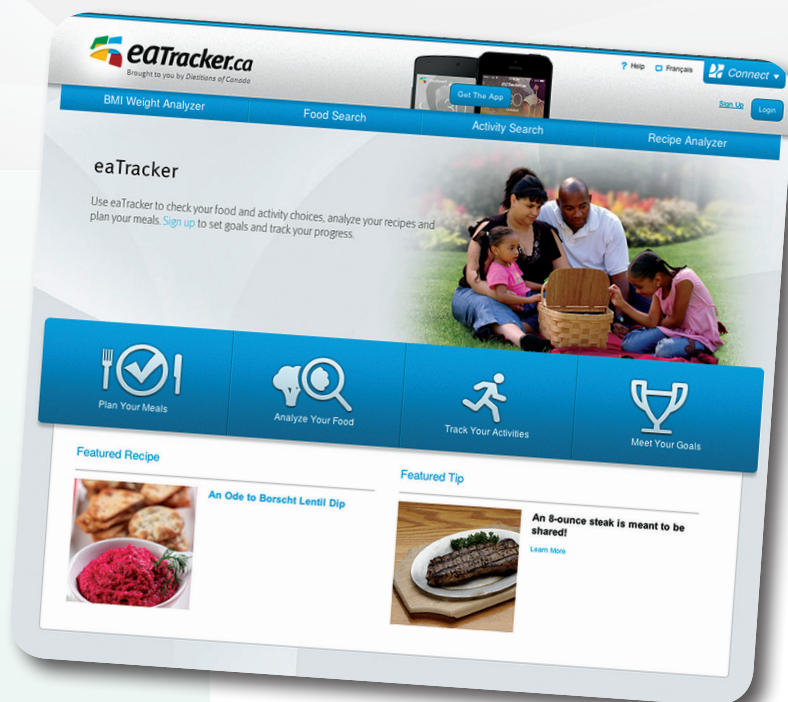 eaTracker.ca
Brought to you by Dietitians of Canada
Get The App
? Help Français
Connect
Sign Up Login
BMI Weight Analyzer Food Search Activity Search Recipe Analyzer
eaTracker
Use eaTracker to check your food and activity choices, analyze your recipes and
plan your meals. Sign up to set goals and track your progress.
Plan Your Meals Analyze Your Food Track Your Activities Meet Your Goals
Featured Recipe
An Ode to Borscht Lentil Dip
Featured Tip
An 8-ounce steak is meant to be
shared!
Learn More